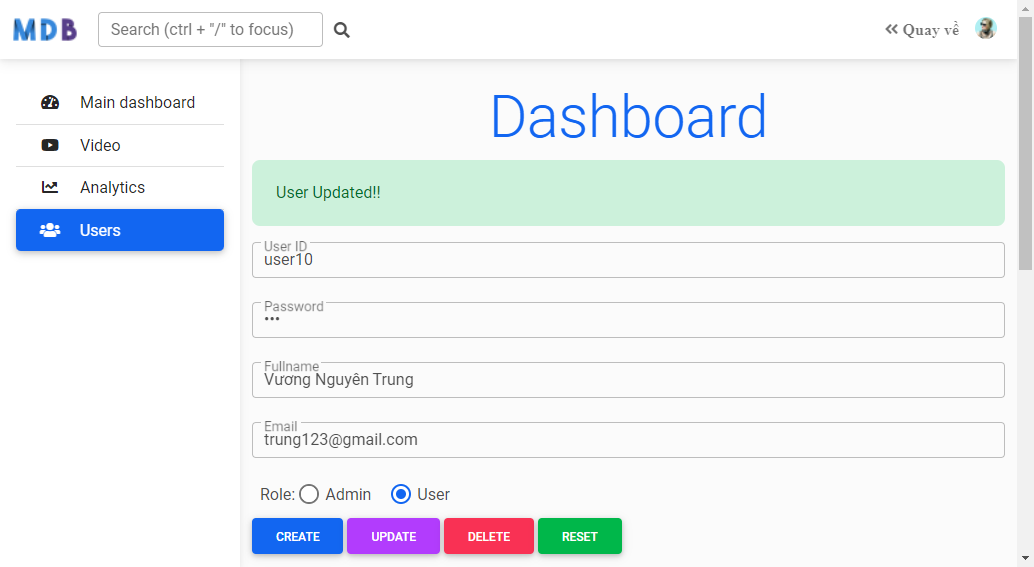 MDB
Search (ctrl + "/" to focus)
Quay về
Main dashboard
Video
Analytics
Users
Dashboard
User Updated!!
User ID
user10
Password
•••
Fullname
Vương Nguyên Trung
Email
trung123@gmail.com
Role: Admin User
CREATE UPDATE DELETE RESET